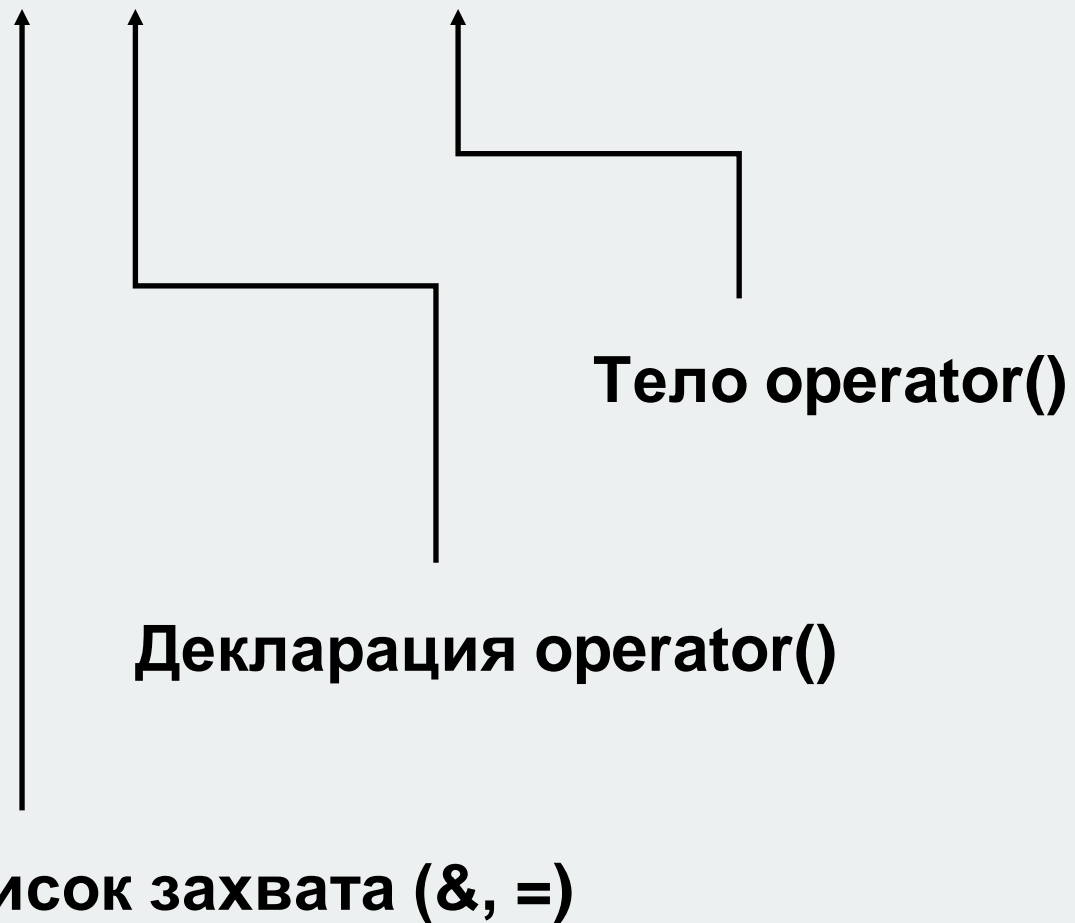 Тело operator()
Декларация operator()
исок захвата (&, =)